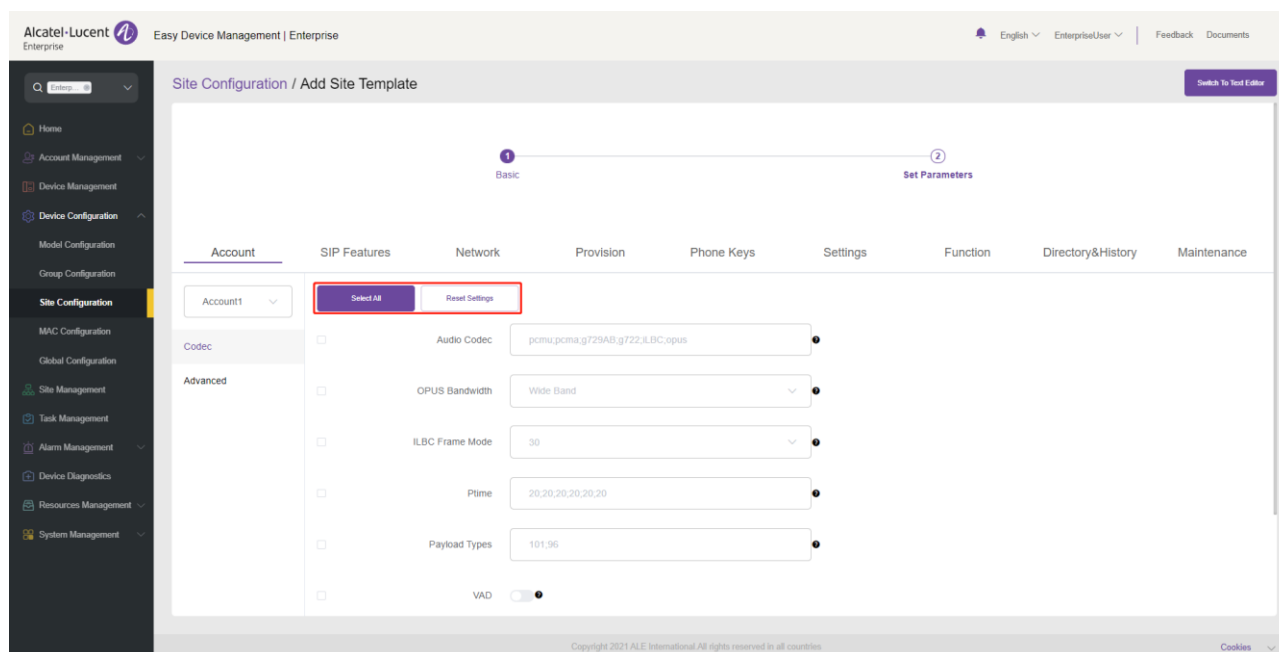 Alcatel·Lucent
Enterprise
Easy Device Management | Enterprise
English
EnterpriseUser
Feedback
Documents
Enterp...
Site Configuration / Add Site Template
Switch To Text Editor
Home
Account Management
Device Management
Device Configuration
Model Configuration
Group Configuration
Site Configuration
MAC Configuration
Global Configuration
Site Management
Task Management
Alarm Management
Device Diagnostics
Resources Management
System Management
1
Basic
2
Set Parameters
Account
SIP Features
Network
Provision
Phone Keys
Settings
Function
Directory&History
Maintenance
Account1
Codec
Advanced
Select All
Reset Settings
Audio Codec
pcmu;pcma;g729AB;g722;iLBC;opus
OPUS Bandwidth
Wide Band
ILBC Frame Mode
30
Ptime
20;20;20;20;20;20
Payload Types
101;96
VAD
Copyright 2021 ALE International.All rights reserved in all countries
Cookies